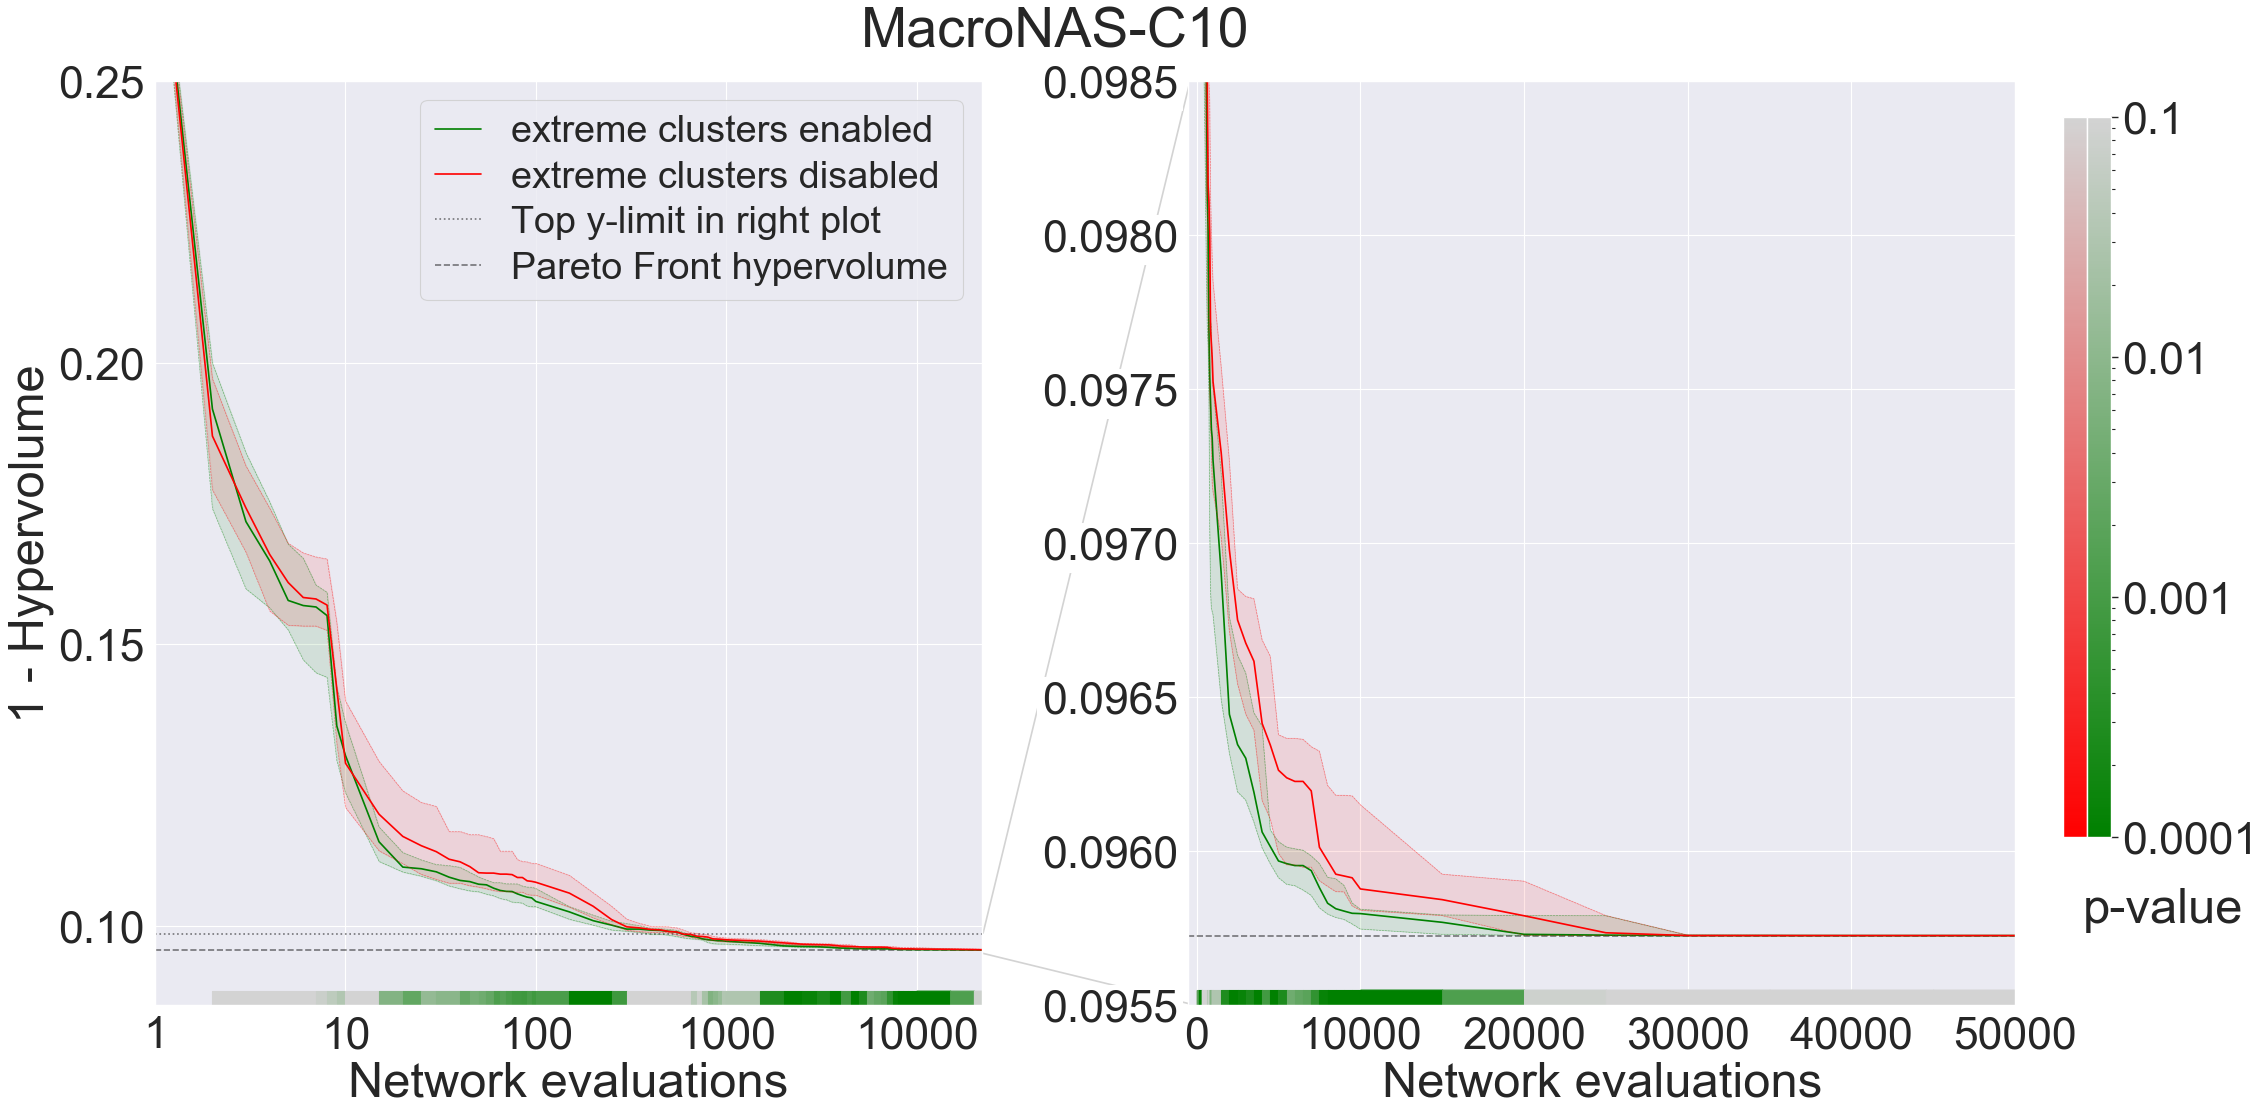 MacroNAS-C10
1 - Hypervolume
0.25
0.20
0.15
0.10
extreme clusters enabled
extreme clusters disabled
Top y-limit in right plot
Pareto Front hypervolume
1
10
100
1000
10000
Network evaluations
0.0985
0.0980
0.0975
0.0970
0.0965
0.0960
0.0955
0
10000
20000
30000
40000
50000
Network evaluations
0.1
0.01
0.001
0.0001
p-value